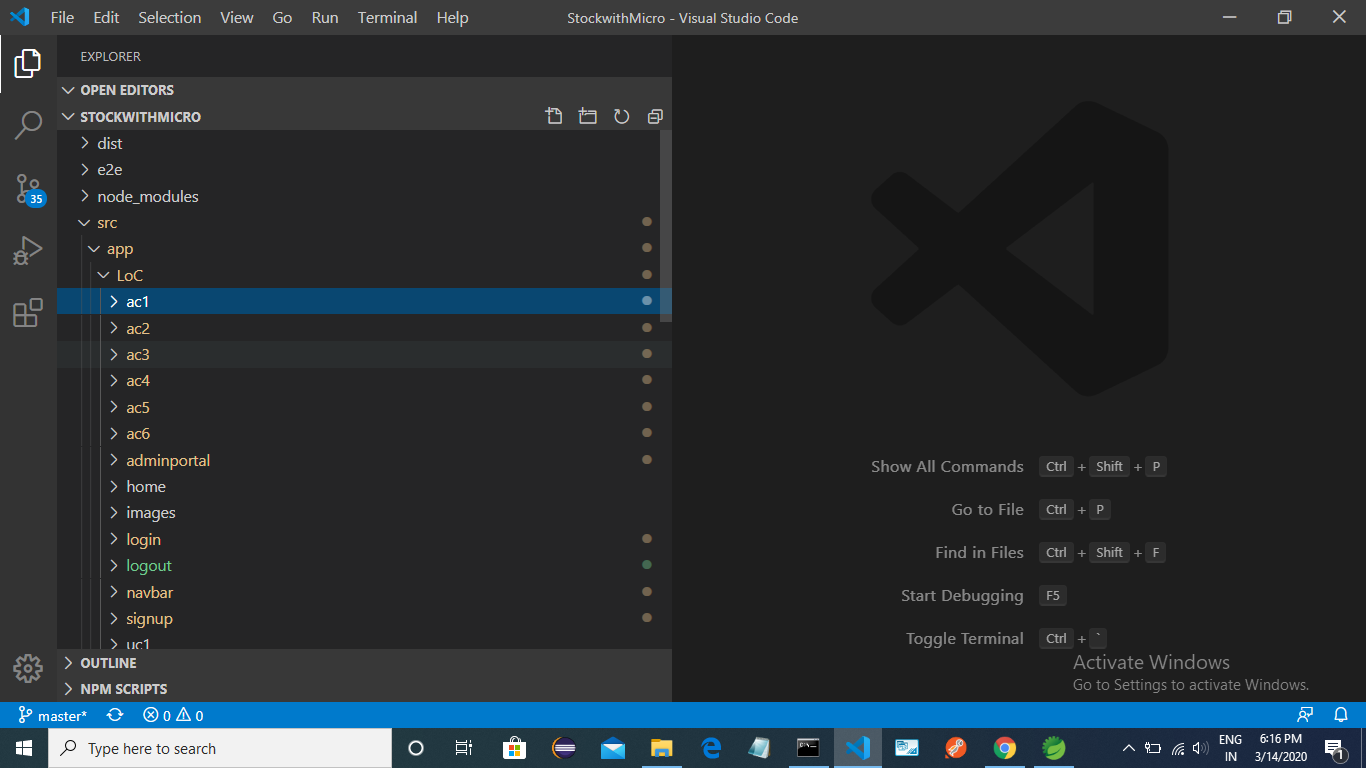 File Edit Selection View Go Run Terminal Help StockwithMicro - Visual Studio Code
EXPLORER
OPEN EDITORS
STOCKWITHMICRO
dist
e2e
node_modules
35
src
app
LoC
ac1
ac2
ac3
ac4
ac5
ac6
adminportal
home
images
login
logout
navbar
signup
uc1
OUTLINE
NPM SCRIPTS
Show All Commands Ctrl + Shift + P
Go to File Ctrl + P
Find in Files Ctrl + Shift + F
Start Debugging F5
Toggle Terminal Ctrl + `
Activate Windows
Go to Settings to activate Windows.
master* 0 0
Type here to search
ENG
IN
6:16 PM
3/14/2020
1